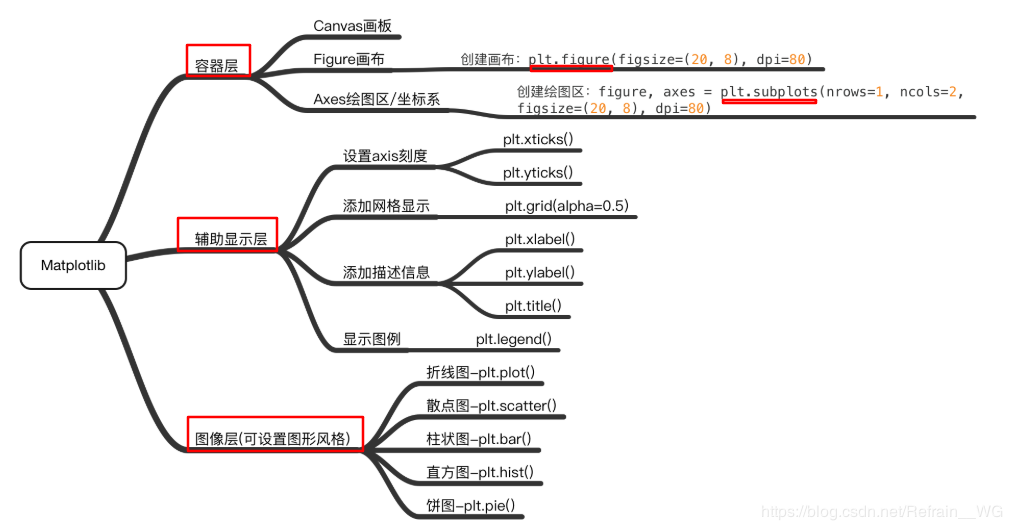 Matplotlib
容器层
Canvas画板
Figure画布
创建画布：plt.figure(figsize=(20, 8), dpi=80)
Axes绘图区/坐标系
创建绘图区：figure, axes = plt.subplots(nrows=1, ncols=2,
figsize=(20, 8), dpi=80)
辅助显示层
设置axis刻度
plt.xticks()
plt.yticks()
添加网格显示
plt.grid(alpha=0.5)
添加描述信息
plt.xlabel()
plt.ylabel()
plt.title()
显示图例
plt.legend()
图像层(可设置图形风格)
折线图-plt.plot()
散点图-plt.scatter()
柱状图-plt.bar()
直方图-plt.hist()
饼图-plt.pie()
https://blog.csdn.net/Refrain__WG